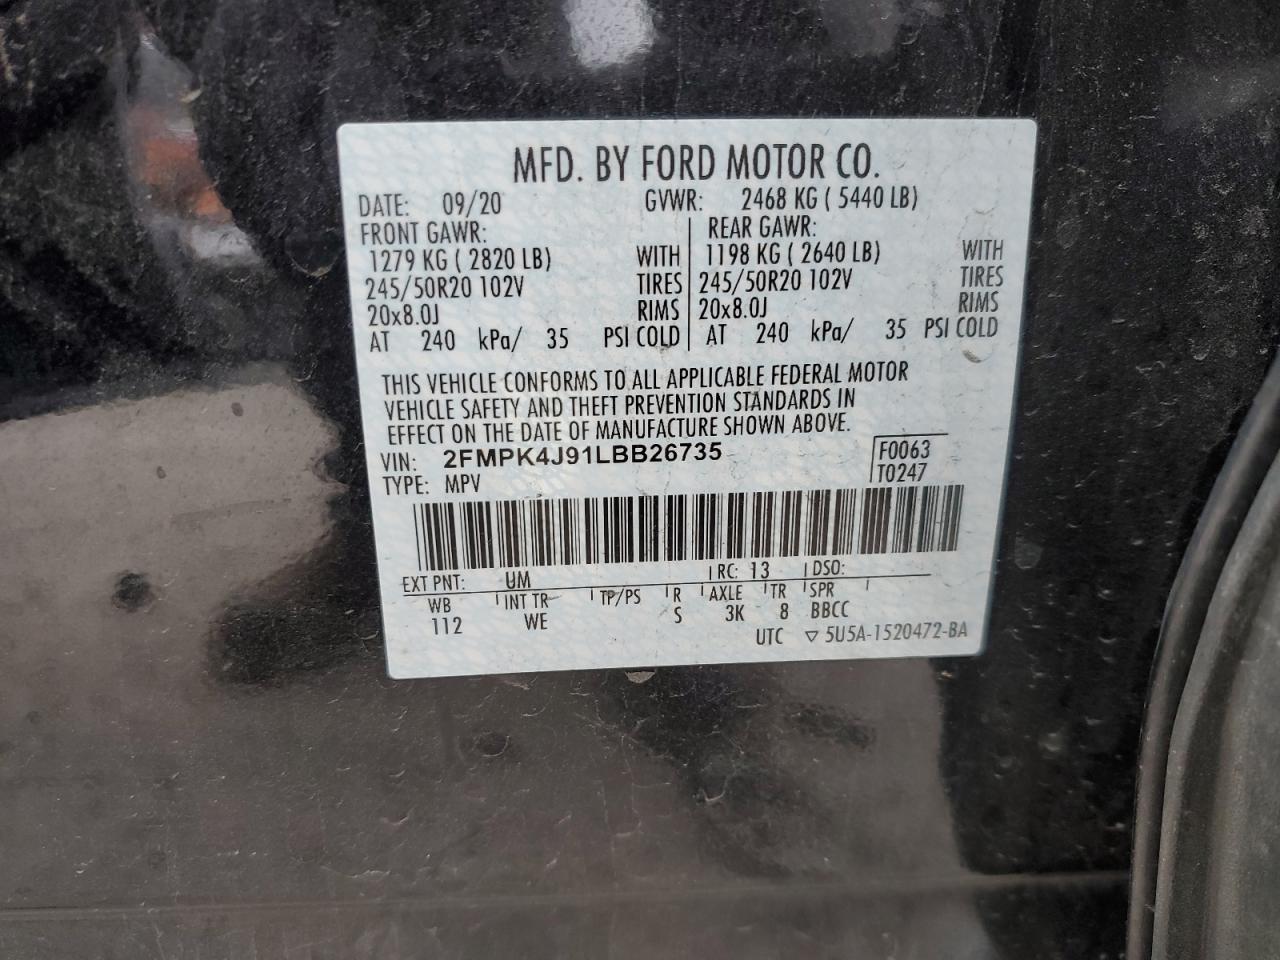 MFD. BY FORD MOTOR CO.
DATE: 09/20 GVWR: 2468 KG ( 5440 LB)
FRONT GAWR: REAR GAWR:
1279 KG ( 2820 LB) WITH 1198 KG ( 2640 LB) WITH
245/50R20 102V TIRES 245/50R20 102V TIRES
20x8.0J RIMS 20x8.0J RIMS
AT 240 kPa/ 35 PSI COLD AT 240 kPa/ 35 PSI COLD
THIS VEHICLE CONFORMS TO ALL APPLICABLE FEDERAL MOTOR
VEHICLE SAFETY AND THEFT PREVENTION STANDARDS IN
EFFECT ON THE DATE OF MANUFACTURE SHOWN ABOVE.
VIN: 2FMPK4J91LBB26735 F0063
TYPE: MPV T0247
EXT PNT: UM RC: 13 DSO:
WB INT TR TP/PS R AXLE TR SPR
112 WE S 3K 8 BBCC
UTC ▽ 5U5A-1520472-BA